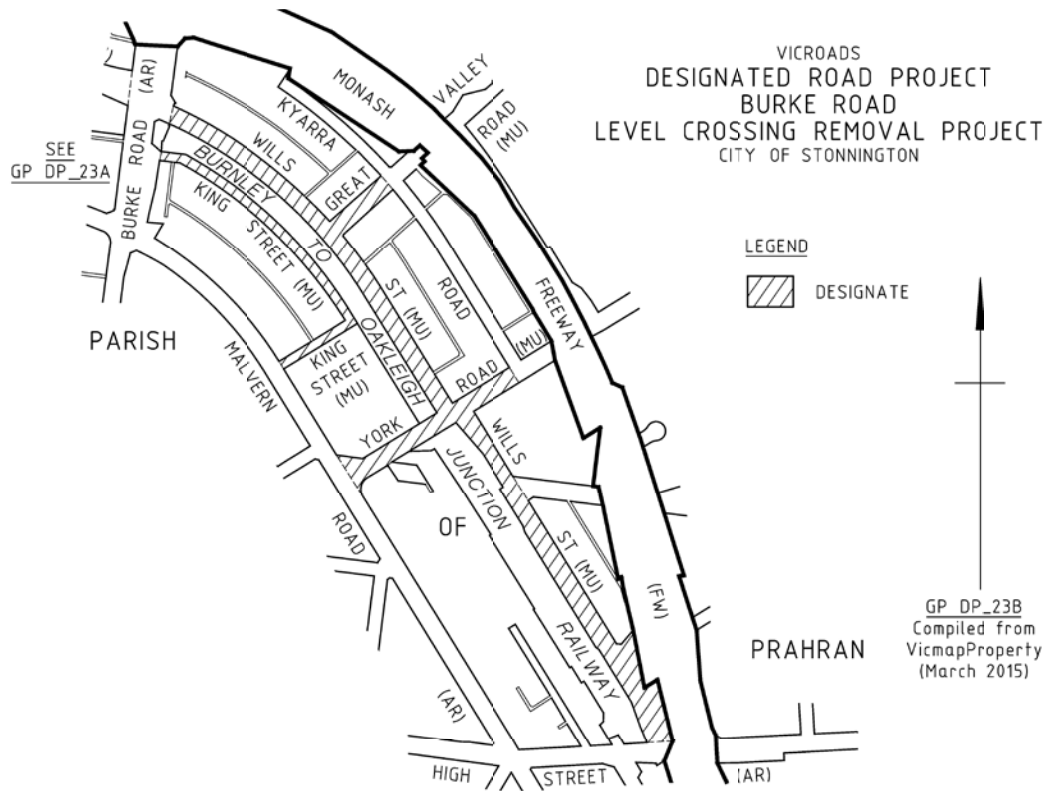 VICROADS
DESIGNATED ROAD PROJECT
BURKE ROAD
LEVEL CROSSING REMOVAL PROJECT
CITY OF STONNINGTON
SEE
GP DP_23A
BURKE ROAD (AR)
MONASH
VALLEY
ROAD (MU)
KYARRA
WILLS
GREAT
BURNLEY
TO
OAKLEIGH
KING
STREET (MU)
ST (MU)
ROAD
(MU)
FREEWAY
LEGEND
DESIGNATE
PARISH
MALVERN
KING
STREET
(MU)
YORK
ROAD
WILLS
JUNCTION
OF
ROAD
ST (MU)
(FW)
RAILWAY
PRAHRAN
GP DP_23B
Compiled from
VicmapProperty
(March 2015)
(AR)
HIGH
STREET
(AR)